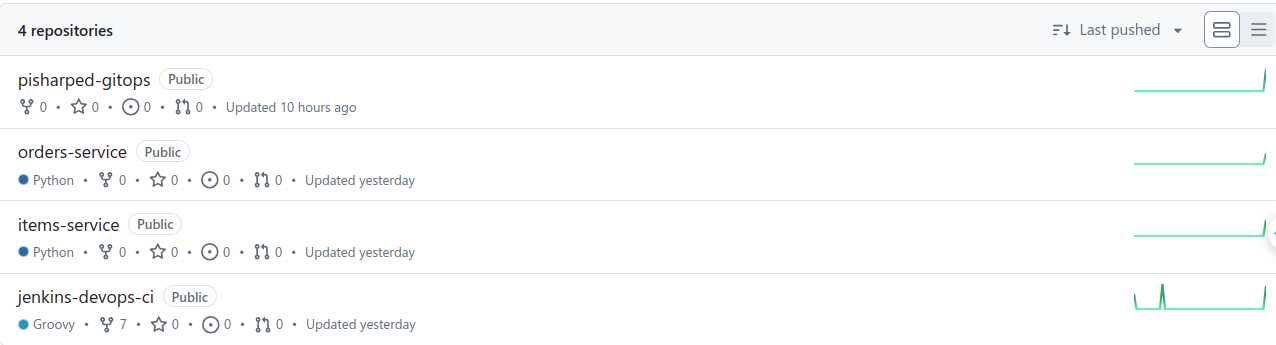 4 repositories Last pushed
pisharped-gitops Public
0 • 0 • 0 • 0 • Updated 10 hours ago
orders-service Public
Python • 0 • 0 • 0 • 0 • Updated yesterday
items-service Public
Python • 0 • 0 • 0 • 0 • Updated yesterday
jenkins-devops-ci Public
Groovy • 7 • 0 • 0 • 0 • Updated yesterday